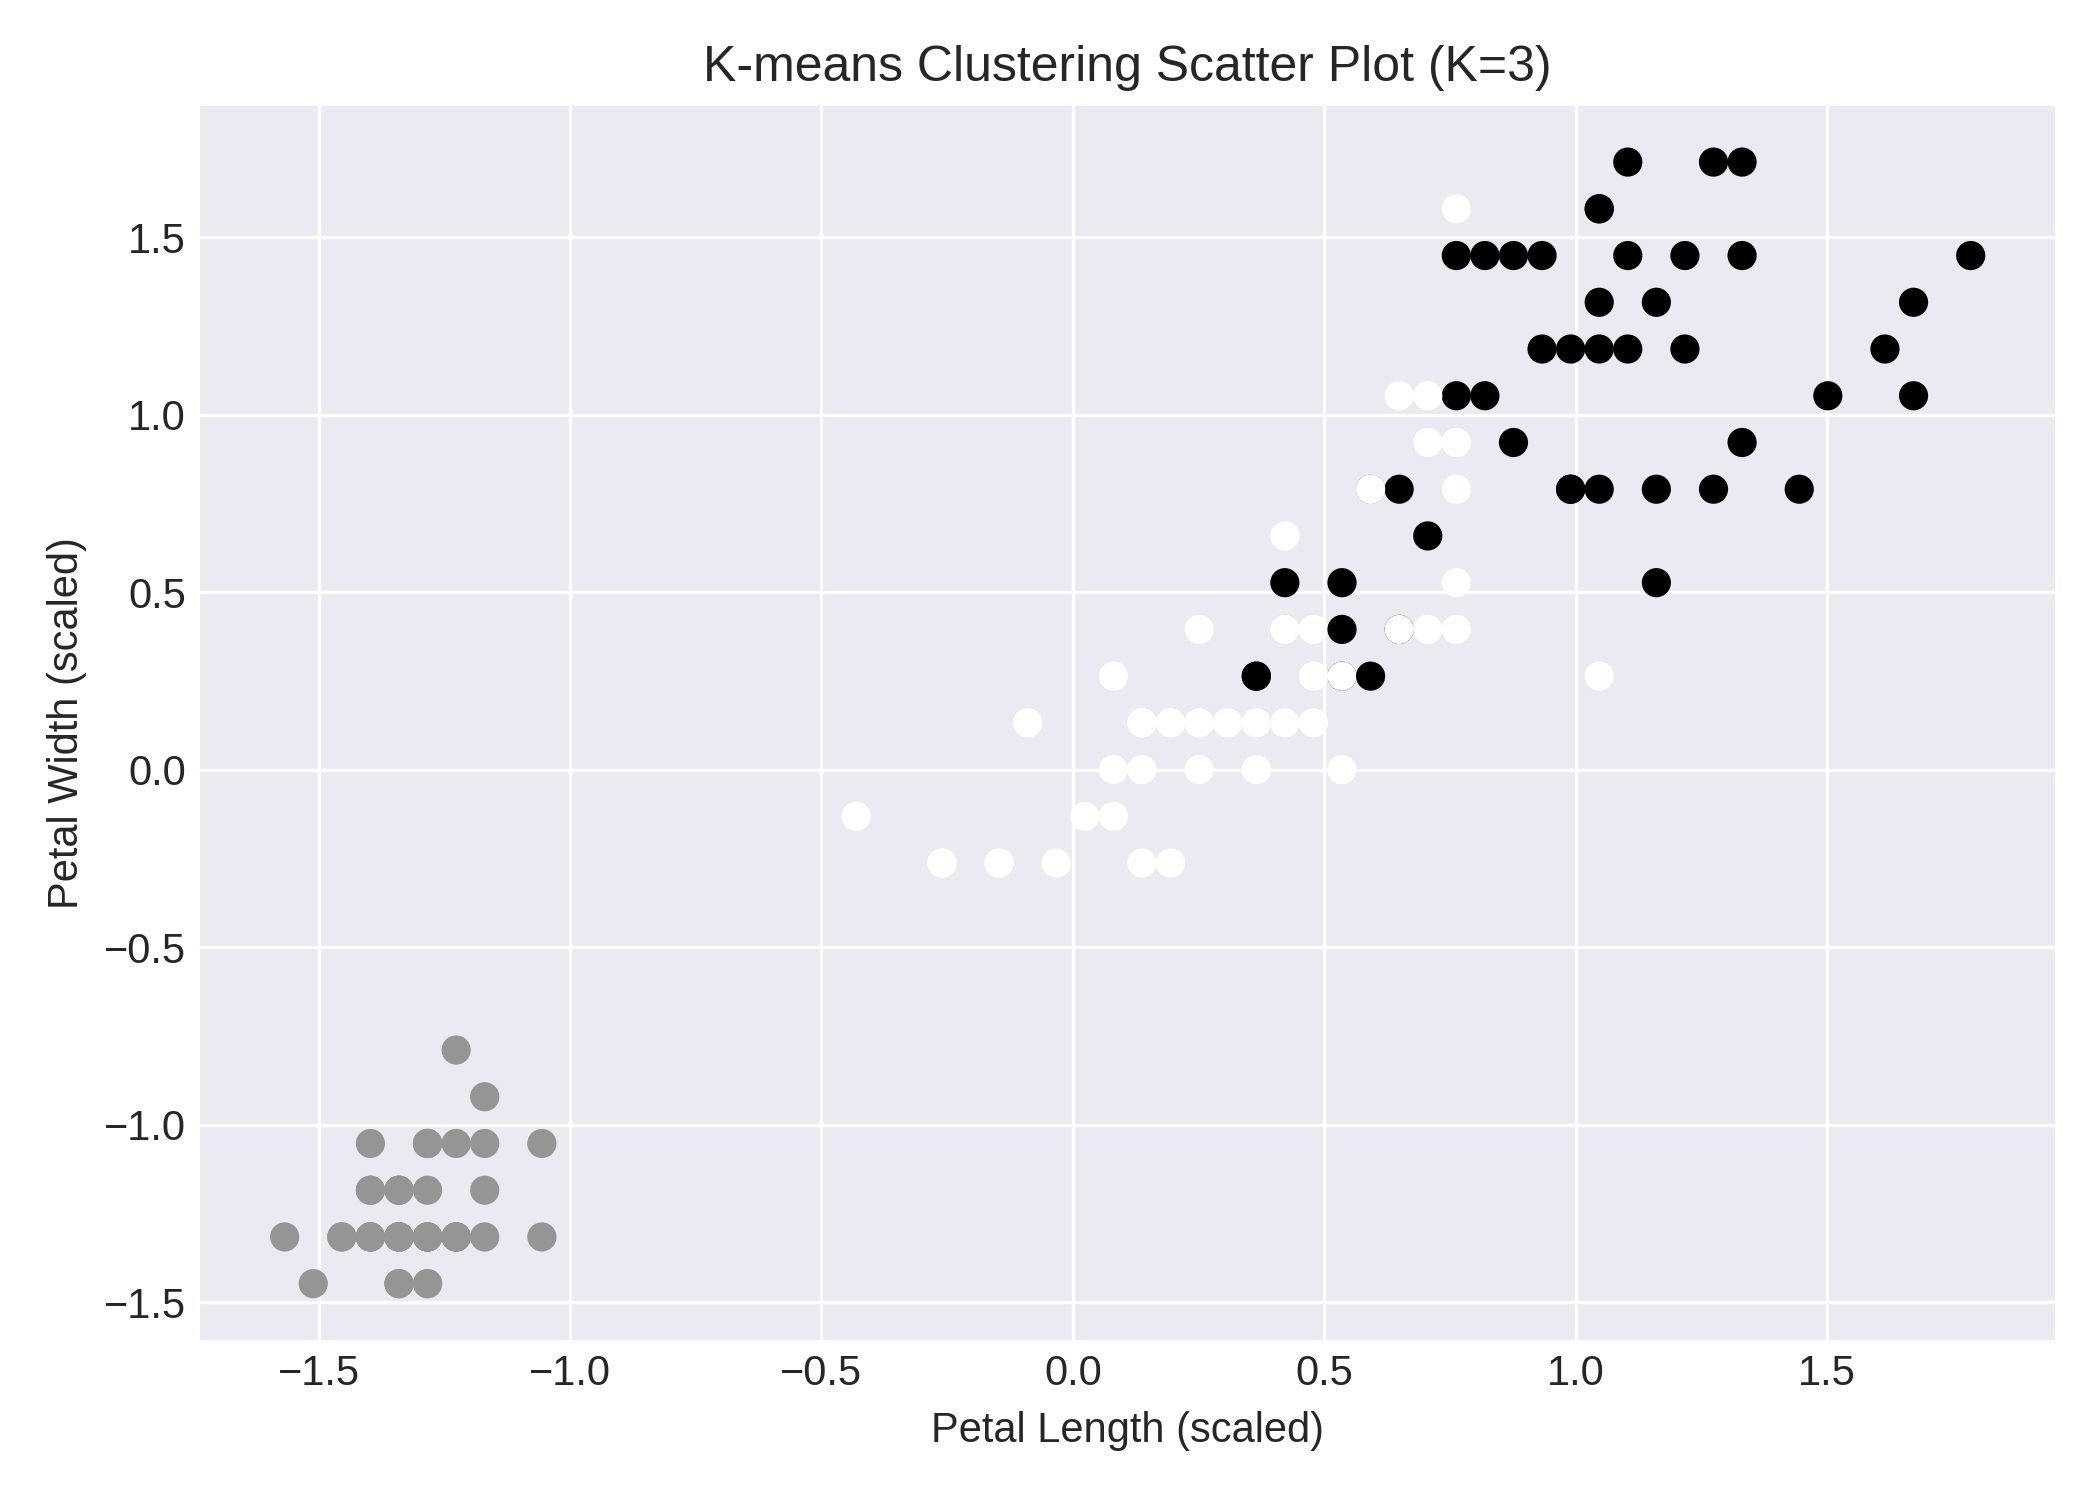 K-means Clustering Scatter Plot (K=3)
Petal Width (scaled)
1.5
1.0
0.5
0.0
−0.5
−1.0
−1.5
−1.5 −1.0 −0.5 0.0 0.5 1.0 1.5
Petal Length (scaled)